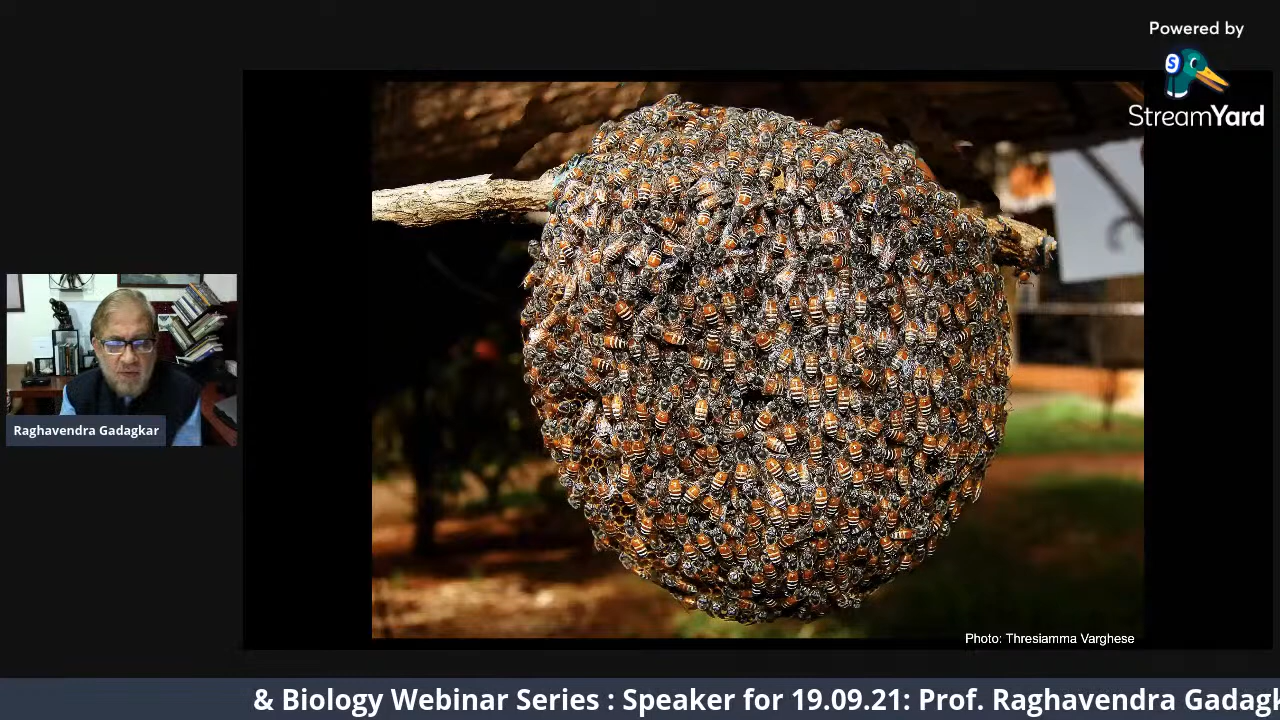 Powered by
StreamYard
Raghavendra Gadagkar
Photo: Thresiamma Varghese
& Biology Webinar Series : Speaker for 19.09.21: Prof. Raghavendra Gadagk